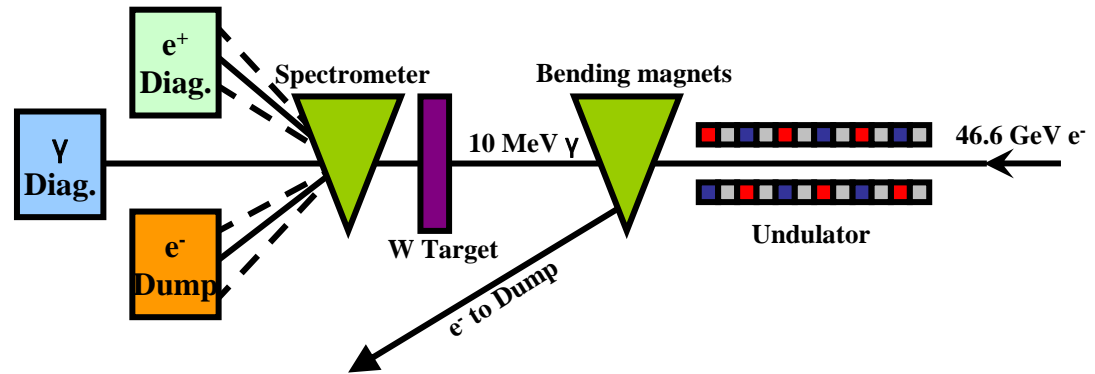 e⁺
Diag.
Spectrometer
Bending magnets
γ
Diag.
10 MeV γ
46.6 GeV e⁻
e⁻
Dump
W Target
Undulator
e⁻ to Dump